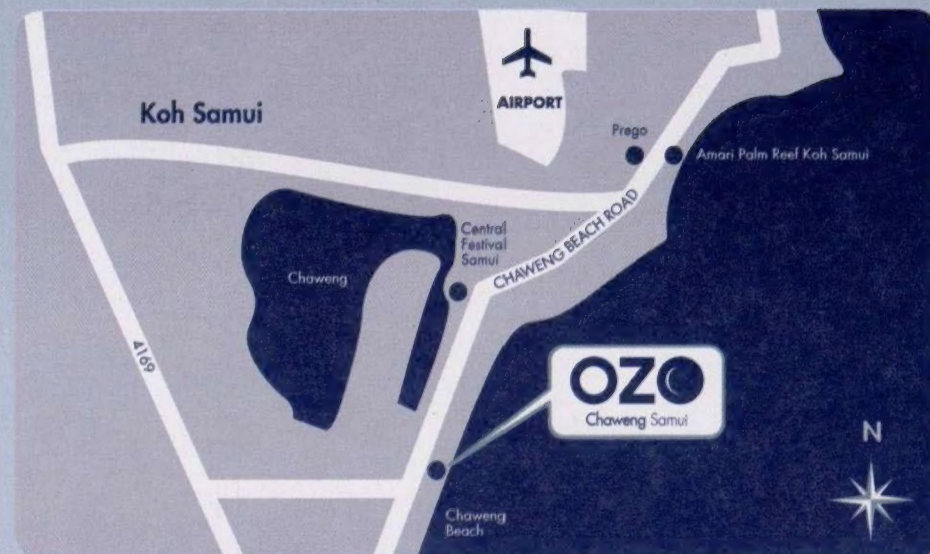 AIRPORT
Koh Samui
Prego
Amari Palm Reef Koh Samui
CHAWENG BEACH ROAD
Central
Festival
Samui
Chaweng
4169
OZO
Chaweng Samui
N
Chaweng
Beach